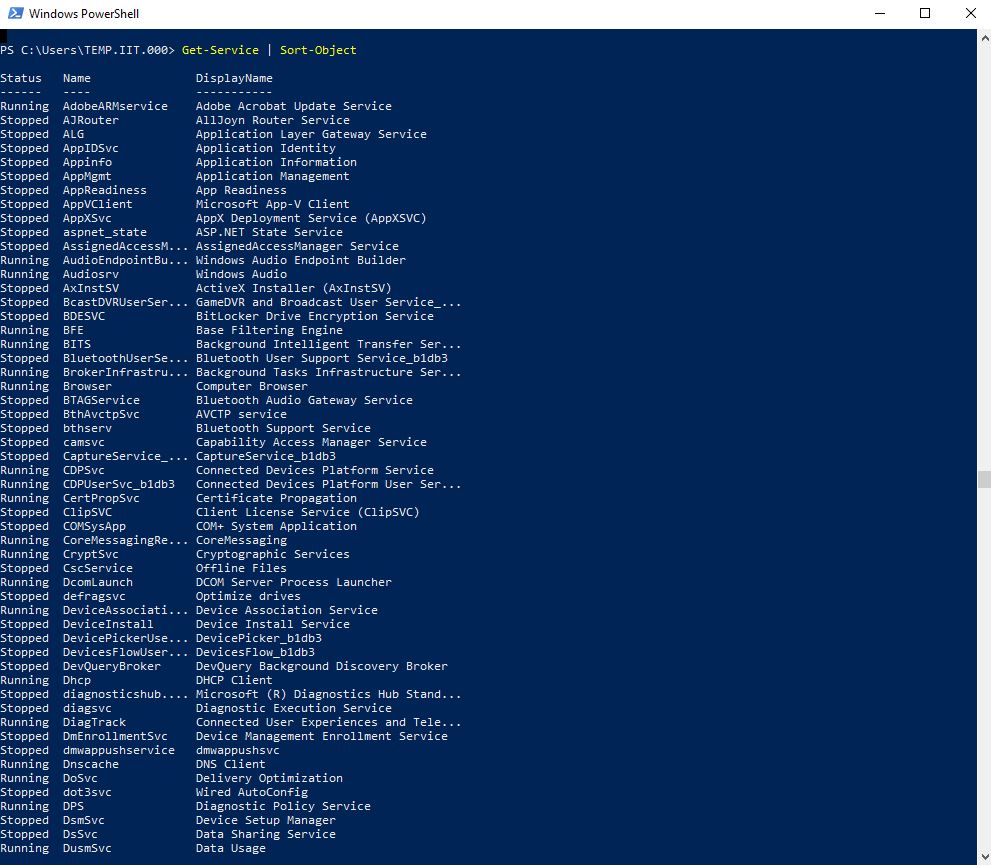 Windows PowerShell
PS C:\Users\TEMP.IIT.000> Get-Service | Sort-Object
Status Name DisplayName
------ ---- -----------
Running AdobeARMservice Adobe Acrobat Update Service
Stopped AJRouter AllJoyn Router Service
Stopped ALG Application Layer Gateway Service
Stopped AppIDSvc Application Identity
Stopped Appinfo Application Information
Stopped AppMgmt Application Management
Stopped AppReadiness App Readiness
Stopped AppVClient Microsoft App-V Client
Stopped AppXSvc AppX Deployment Service (AppXSVC)
Stopped aspnet_state ASP.NET State Service
Stopped AssignedAccessM... AssignedAccessManager Service
Running AudioEndpointBu... Windows Audio Endpoint Builder
Running Audiosrv Windows Audio
Stopped AxInstSV ActiveX Installer (AxInstSV)
Stopped BcastDVRUserSer... GameDVR and Broadcast User Service_...
Stopped BDESVC BitLocker Drive Encryption Service
Running BFE Base Filtering Engine
Running BITS Background Intelligent Transfer Ser...
Stopped BluetoothUserSe... Bluetooth User Support Service_b1db3
Running BrokerInfrastru... Background Tasks Infrastructure Ser...
Running Browser Computer Browser
Stopped BTAGService Bluetooth Audio Gateway Service
Stopped BthAvctpSvc AVCTP service
Stopped bthserv Bluetooth Support Service
Stopped camsvc Capability Access Manager Service
Stopped CaptureService_... CaptureService_b1db3
Running CDPSvc Connected Devices Platform Service
Running CDPUserSvc_b1db3 Connected Devices Platform User Ser...
Running CertPropSvc Certificate Propagation
Stopped ClipSVC Client License Service (ClipSVC)
Stopped COMSysApp COM+ System Application
Running CoreMessagingRe... CoreMessaging
Running CryptSvc Cryptographic Services
Stopped CscService Offline Files
Running DcomLaunch DCOM Server Process Launcher
Stopped defragsvc Optimize drives
Running DeviceAssociati... Device Association Service
Stopped DeviceInstall Device Install Service
Stopped DevicePickerUse... DevicePicker_b1db3
Stopped DevicesFlowUser... DevicesFlow_b1db3
Stopped DevQueryBroker DevQuery Background Discovery Broker
Running Dhcp DHCP Client
Stopped diagnosticshub.... Microsoft (R) Diagnostics Hub Stand...
Stopped diagsvc Diagnostic Execution Service
Running DiagTrack Connected User Experiences and Tele...
Stopped DmEnrollmentSvc Device Management Enrollment Service
Stopped dmwappushservice dmwappushsvc
Running Dnscache DNS Client
Running DoSvc Delivery Optimization
Stopped dot3svc Wired AutoConfig
Running DPS Diagnostic Policy Service
Stopped DsmSvc Device Setup Manager
Stopped DsSvc Data Sharing Service
Running DusmSvc Data Usage